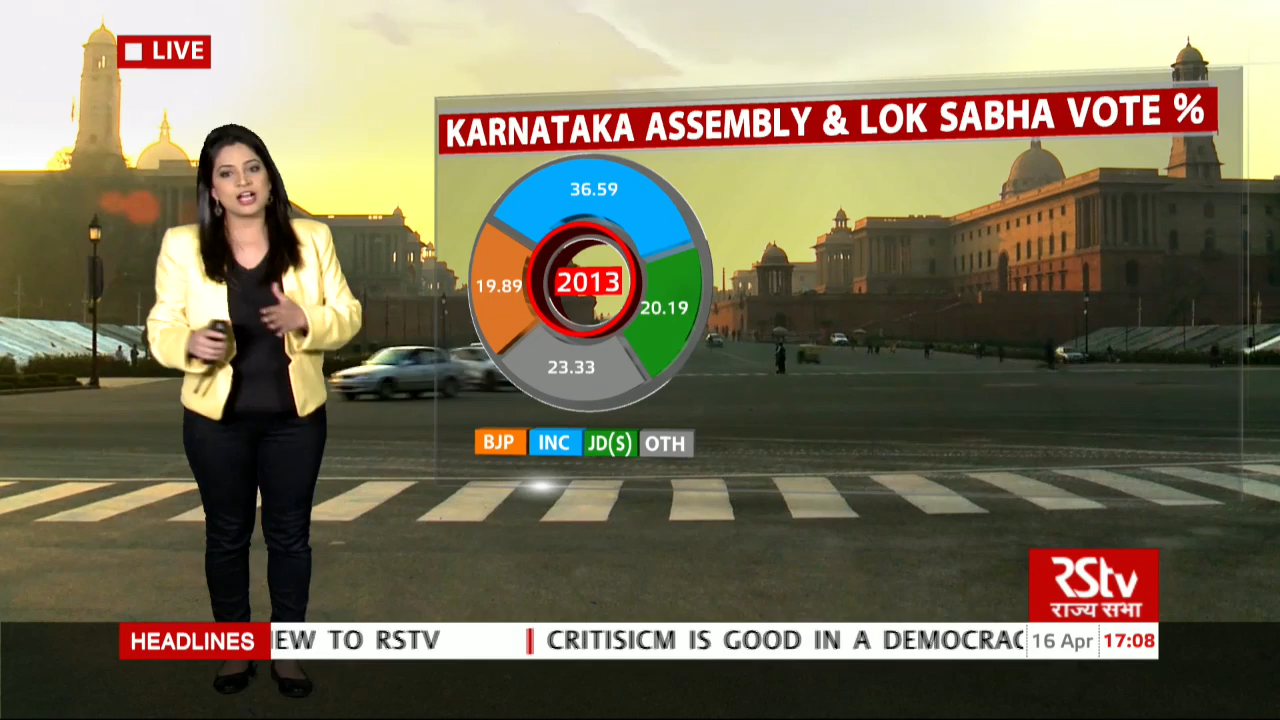 LIVE
KARNATAKA ASSEMBLY & LOK SABHA VOTE %
36.59
19.89
2013
20.19
23.33
BJP INC JD(S) OTH
RSTV
राज्य सभा
HEADLINES IEW TO RSTV | CRITISICM IS GOOD IN A DEMOCRAC 16 Apr 17:08